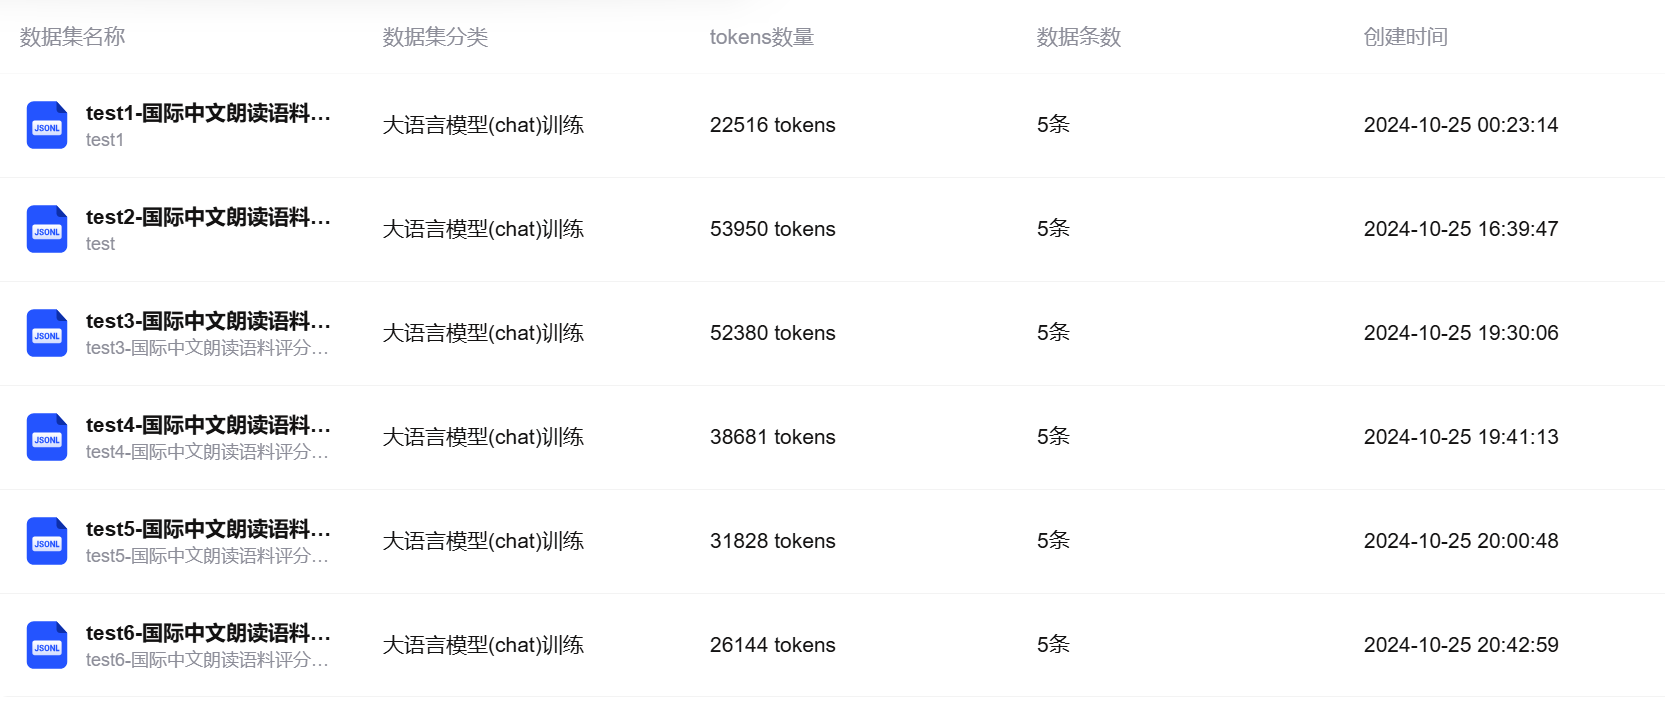 数据集名称 数据集分类 tokens数量 数据条数 创建时间
test1-国际中文朗读语料...
JSONL 大语言模型(chat)训练 22516 tokens 5条 2024-10-25 00:23:14
test1
test2-国际中文朗读语料...
JSONL 大语言模型(chat)训练 53950 tokens 5条 2024-10-25 16:39:47
test
test3-国际中文朗读语料...
JSONL 大语言模型(chat)训练 52380 tokens 5条 2024-10-25 19:30:06
test3-国际中文朗读语料评分...
test4-国际中文朗读语料...
JSONL 大语言模型(chat)训练 38681 tokens 5条 2024-10-25 19:41:13
test4-国际中文朗读语料评分...
test5-国际中文朗读语料...
JSONL 大语言模型(chat)训练 31828 tokens 5条 2024-10-25 20:00:48
test5-国际中文朗读语料评分...
test6-国际中文朗读语料...
JSONL 大语言模型(chat)训练 26144 tokens 5条 2024-10-25 20:42:59
test6-国际中文朗读语料评分...